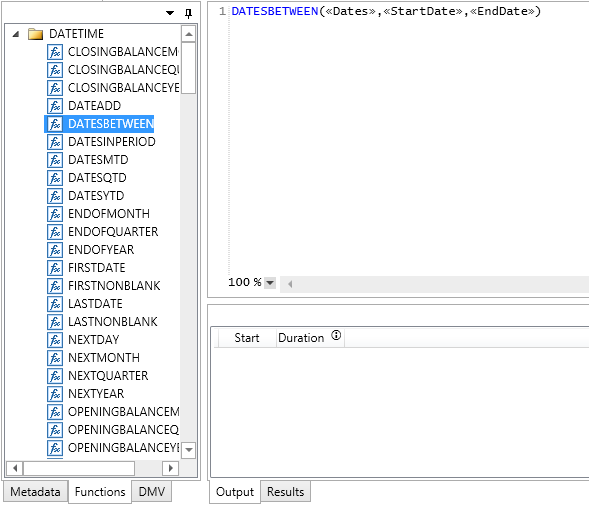 DATETIME
CLOSINGBALANCEM
CLOSINGBALANCEQU
CLOSINGBALANCEYE
DATEADD
DATESBETWEEN
DATESINPERIOD
DATESMTD
DATESQTD
DATESYTD
ENDOFMONTH
ENDOFQUARTER
ENDOFYEAR
FIRSTDATE
FIRSTNONBLANK
LASTDATE
LASTNONBLANK
NEXTDAY
NEXTMONTH
NEXTQUARTER
NEXTYEAR
OPENINGBALANCEM
OPENINGBALANCEQ
OPENINGBALANCEYE
Metadata Functions DMV
1 DATESBETWEEN(«Dates»,«StartDate»,«EndDate»)
100 %
Start Duration
Output Results